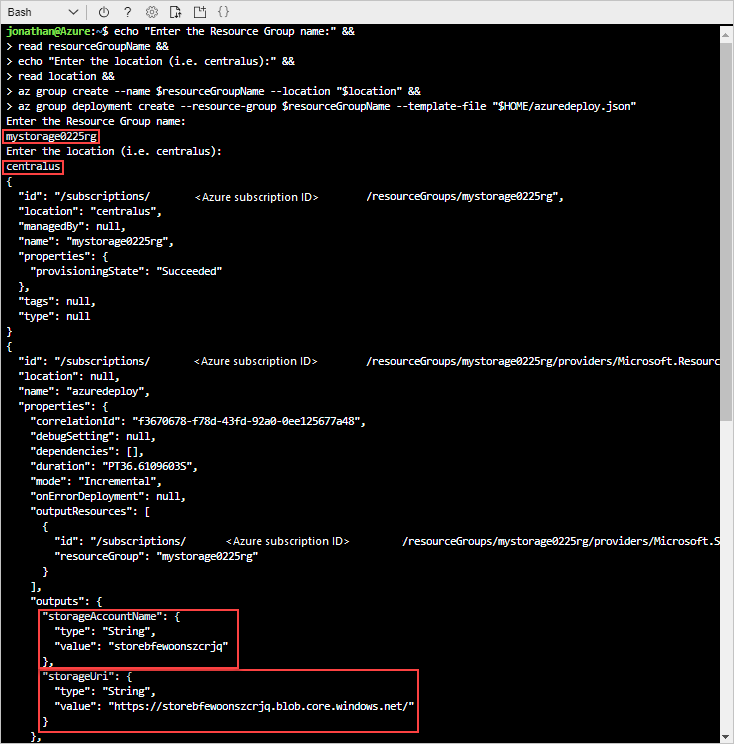 Bash
jonathan@Azure:~$ echo "Enter the Resource Group name:" &&
> read resourceGroupName &&
> echo "Enter the location (i.e. centralus):" &&
> read location &&
> az group create --name $resourceGroupName --location "$location" &&
> az group deployment create --resource-group $resourceGroupName --template-file "$HOME/azuredeploy.json"
Enter the Resource Group name:
mystorage0225rg
Enter the location (i.e. centralus):
centralus
{
  "id": "/subscriptions/ <Azure subscription ID> /resourceGroups/mystorage0225rg",
  "location": "centralus",
  "managedBy": null,
  "name": "mystorage0225rg",
  "properties": {
    "provisioningState": "Succeeded"
  },
  "tags": null,
  "type": null
}
{
  "id": "/subscriptions/ <Azure subscription ID> /resourceGroups/mystorage0225rg/providers/Microsoft.Resourc
  "location": null,
  "name": "azuredeploy",
  "properties": {
    "correlationId": "f3670678-f78d-43fd-92a0-0ee125677a48",
    "debugSetting": null,
    "dependencies": [],
    "duration": "PT36.6109603S",
    "mode": "Incremental",
    "onErrorDeployment": null,
    "outputResources": [
      {
        "id": "/subscriptions/ <Azure subscription ID> /resourceGroups/mystorage0225rg/providers/Microsoft.S
        "resourceGroup": "mystorage0225rg"
      }
    ],
    "outputs": {
      "storageAccountName": {
        "type": "String",
        "value": "storebfewoonszcrjq"
      },
      "storageUri": {
        "type": "String",
        "value": "https://storebfewoonszcrjq.blob.core.windows.net/"
      }
    },